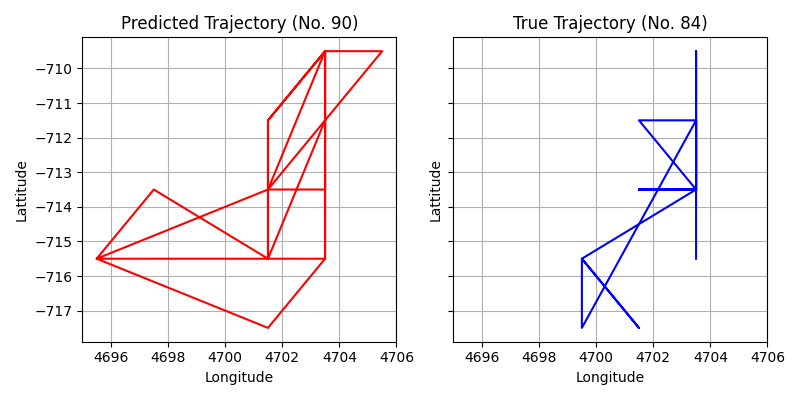 Predicted Trajectory (No. 90)
True Trajectory (No. 84)
−710
−711
−712
−713
−714
−715
−716
−717
Lattitude
Lattitude
4696 4698 4700 4702 4704 4706
4696 4698 4700 4702 4704 4706
Longitude
Longitude